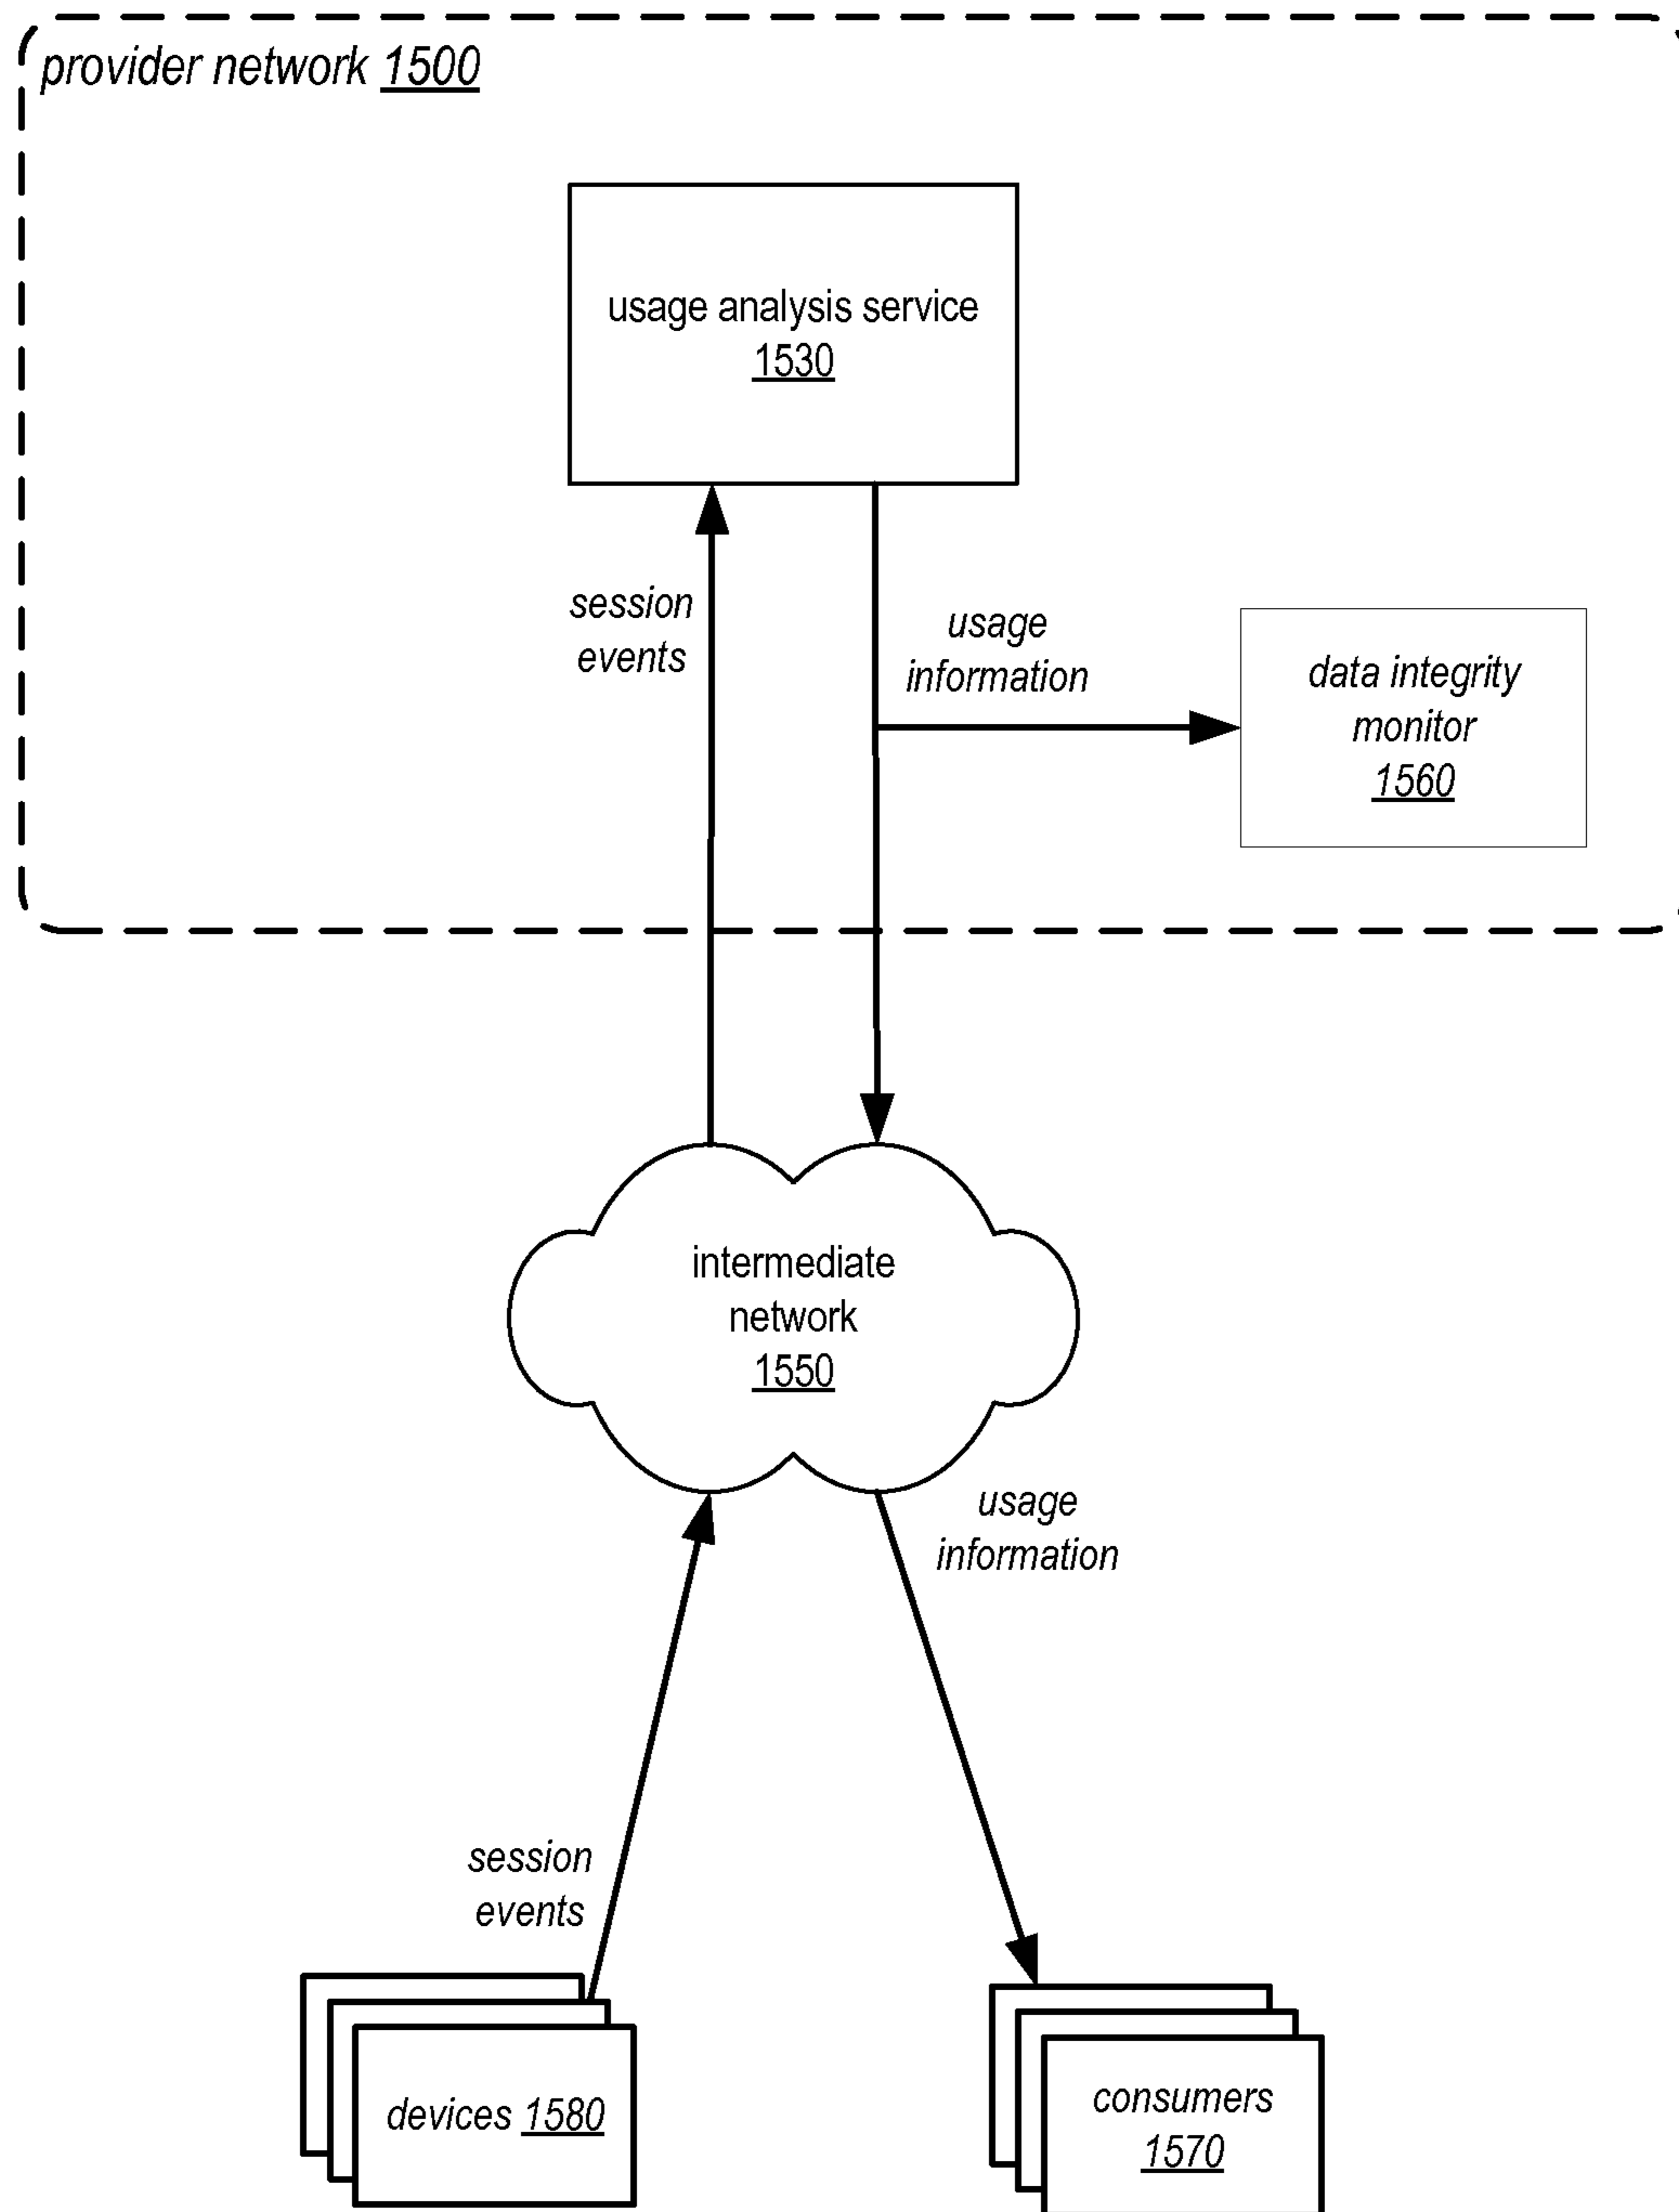 provider network 1500
usage analysis service
1530
session
events
usage
information
data integrity
monitor
1560
intermediate
network
1550
usage
information
session
events
devices 1580
consumers
1570